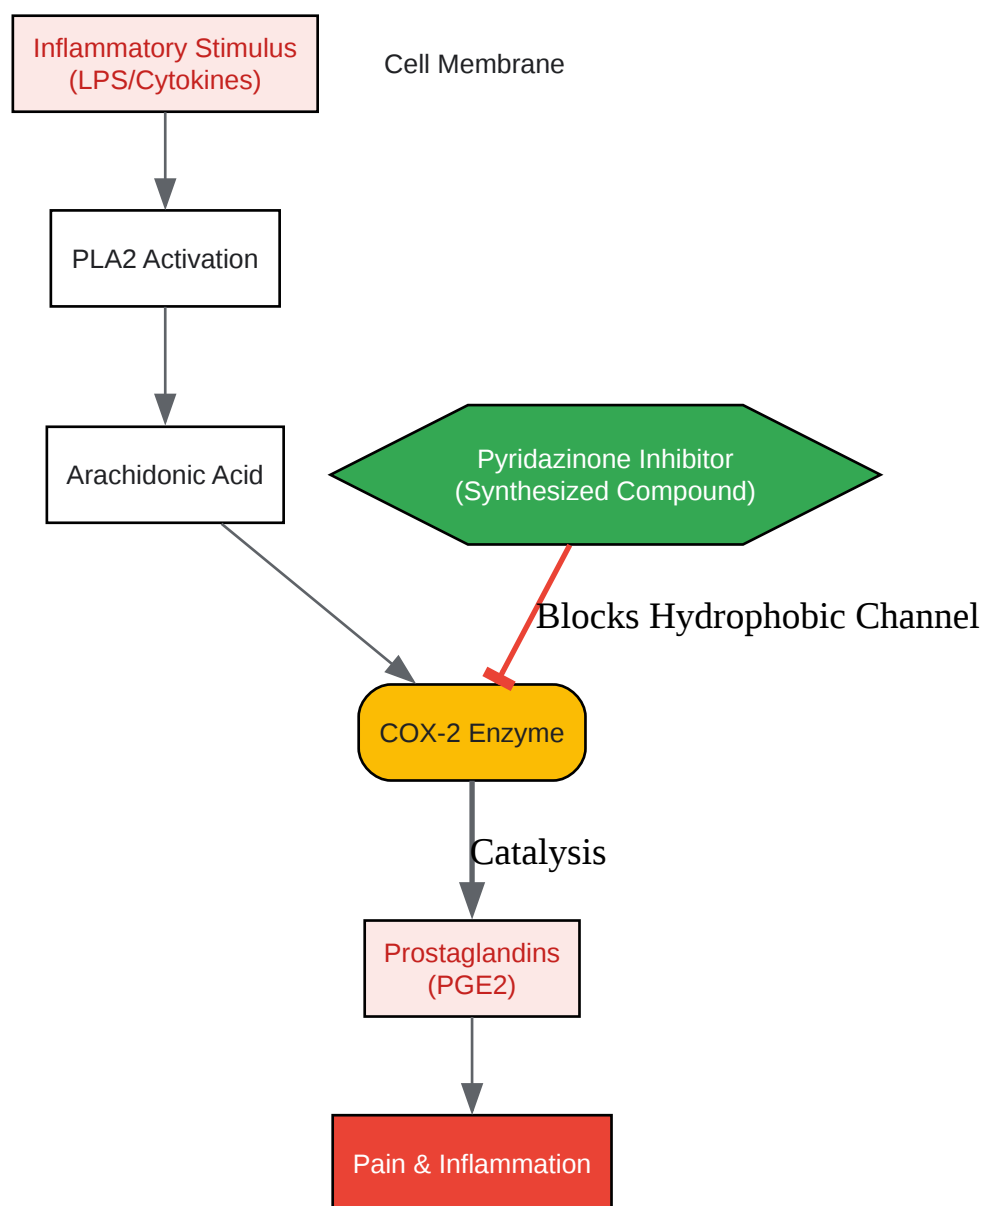 Inflammatory Stimulus
(LPS/Cytokines)
Cell Membrane
PLA2 Activation
Arachidonic Acid
Pyridazinone Inhibitor
(Synthesized Compound)
Blocks Hydrophobic Channel
COX-2 Enzyme
Catalysis
Prostaglandins
(PGE2)
Pain & Inflammation